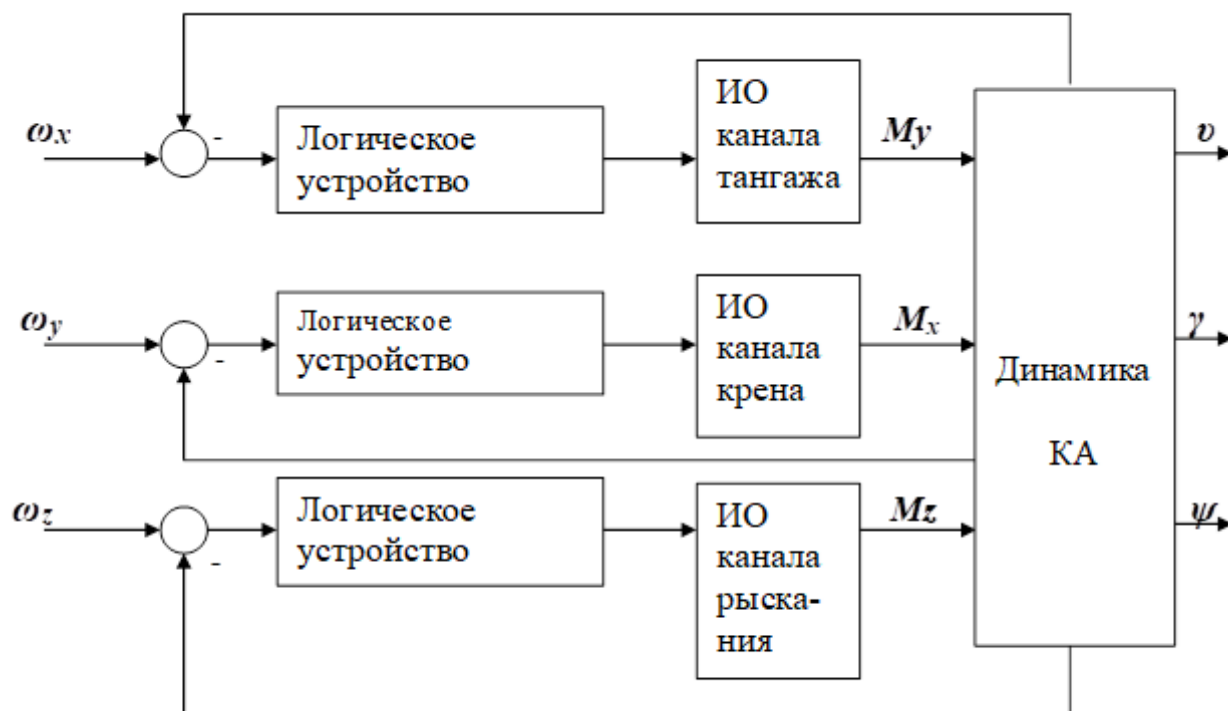 ωx
-
Логическое
устройство
ИО
канала
тангажа
My
υ
ωy
-
Логическое
устройство
ИО
канала
крена
Mx
γ
Динамика
КА
ωz
-
Логическое
устройство
ИО
канала
рыска-
ния
Mz
ψ